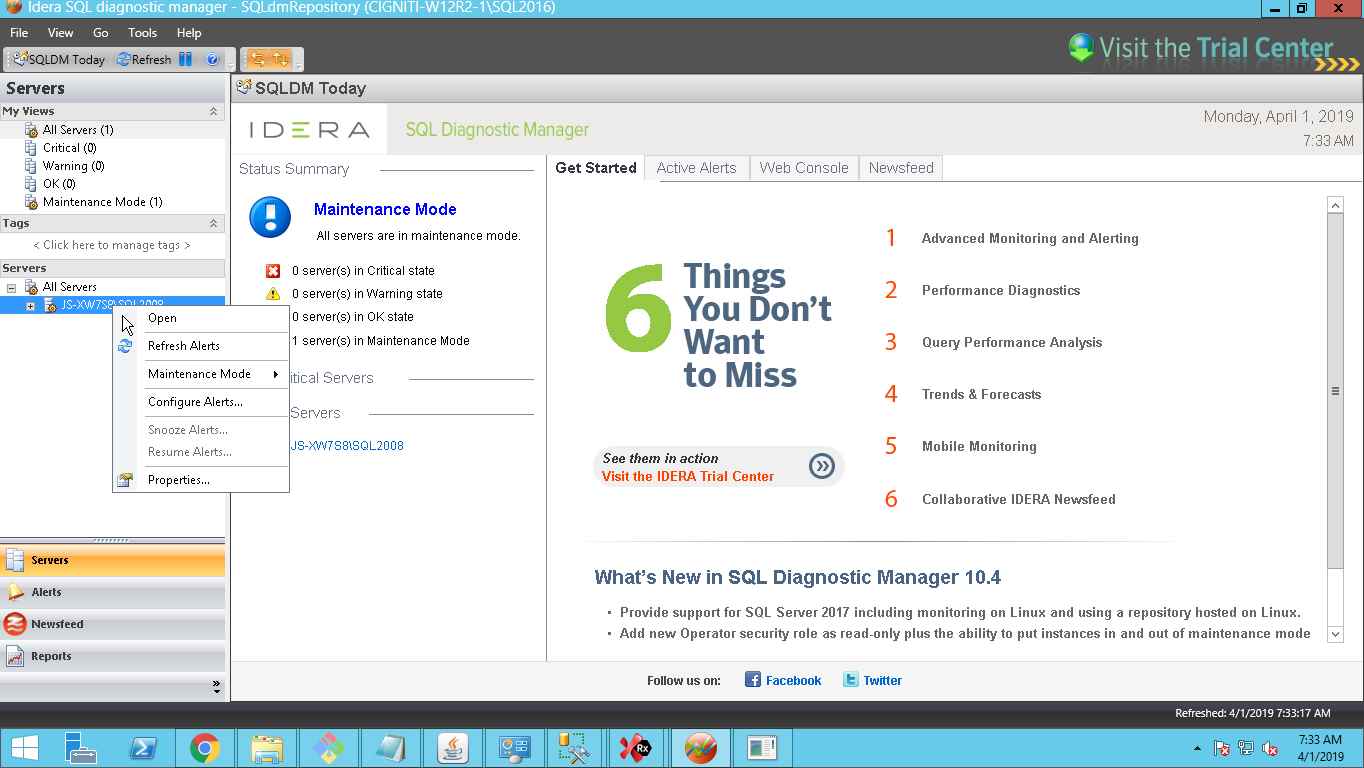 Idera SQL diagnostic manager - SQLdmRepository (CIGNITI-W12R2-1\SQL2016)
File View Go Tools Help
SQLDM Today Refresh
Visit the Trial Center
Servers
My Views
All Servers (1)
Critical (0)
Warning (0)
OK (0)
Maintenance Mode (1)
Tags
< Click here to manage tags >
Servers
All Servers
JS-XW7S8\SQL2008
Open
Refresh Alerts
Maintenance Mode
Configure Alerts...
Snooze Alerts...
Resume Alerts...
Properties...
Servers
Alerts
Newsfeed
Reports
SQLDM Today
IDERA
SQL Diagnostic Manager
Monday, April 1, 2019
7:33 AM
Status Summary
Maintenance Mode
All servers are in maintenance mode.
0 server(s) in Critical state
0 server(s) in Warning state
0 server(s) in OK state
1 server(s) in Maintenance Mode
itical Servers
Servers
JS-XW7S8\SQL2008
Get Started Active Alerts Web Console Newsfeed
6 Things
You Don't
Want
to Miss
See them in action
Visit the IDERA Trial Center
1 Advanced Monitoring and Alerting
2 Performance Diagnostics
3 Query Performance Analysis
4 Trends & Forecasts
5 Mobile Monitoring
6 Collaborative IDERA Newsfeed
What's New in SQL Diagnostic Manager 10.4
• Provide support for SQL Server 2017 including monitoring on Linux and using a repository hosted on Linux.
• Add new Operator security role as read-only plus the ability to put instances in and out of maintenance mode
Follow us on: Facebook Twitter
Refreshed: 4/1/2019 7:33:17 AM
Rx
7:33 AM
4/1/2019